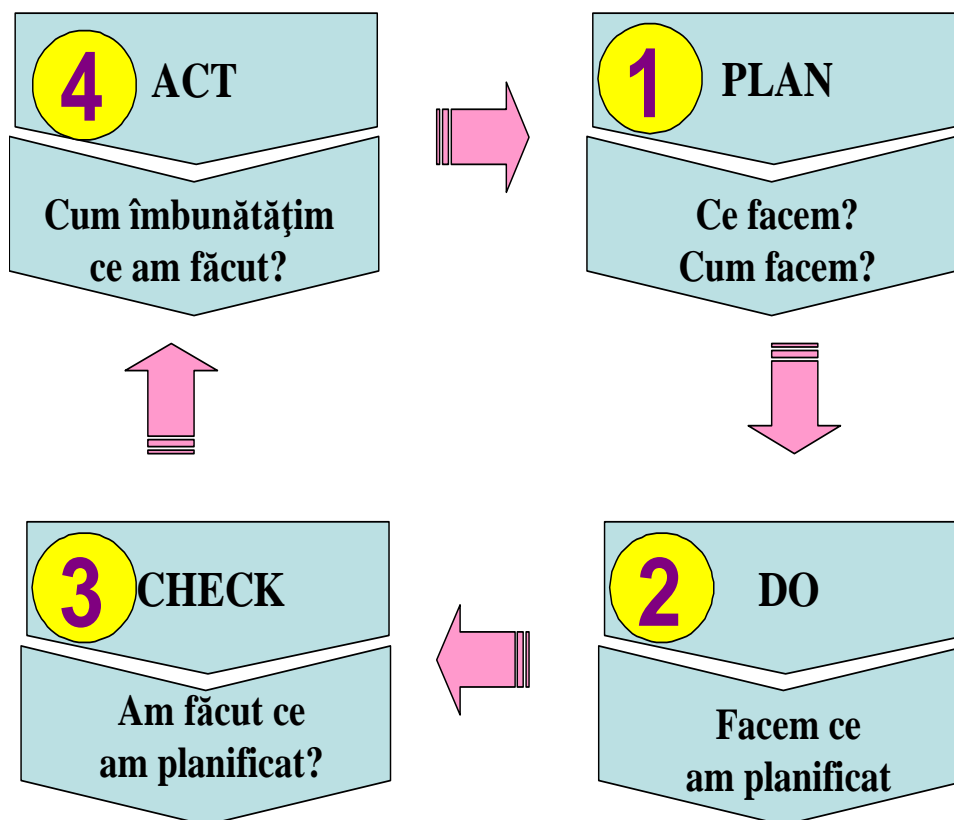 4 ACT
Cum îmbunătăţim
ce am făcut?
1 PLAN
Ce facem?
Cum facem?
3 CHECK
Am făcut ce
am planificat?
2 DO
Facem ce
am planificat